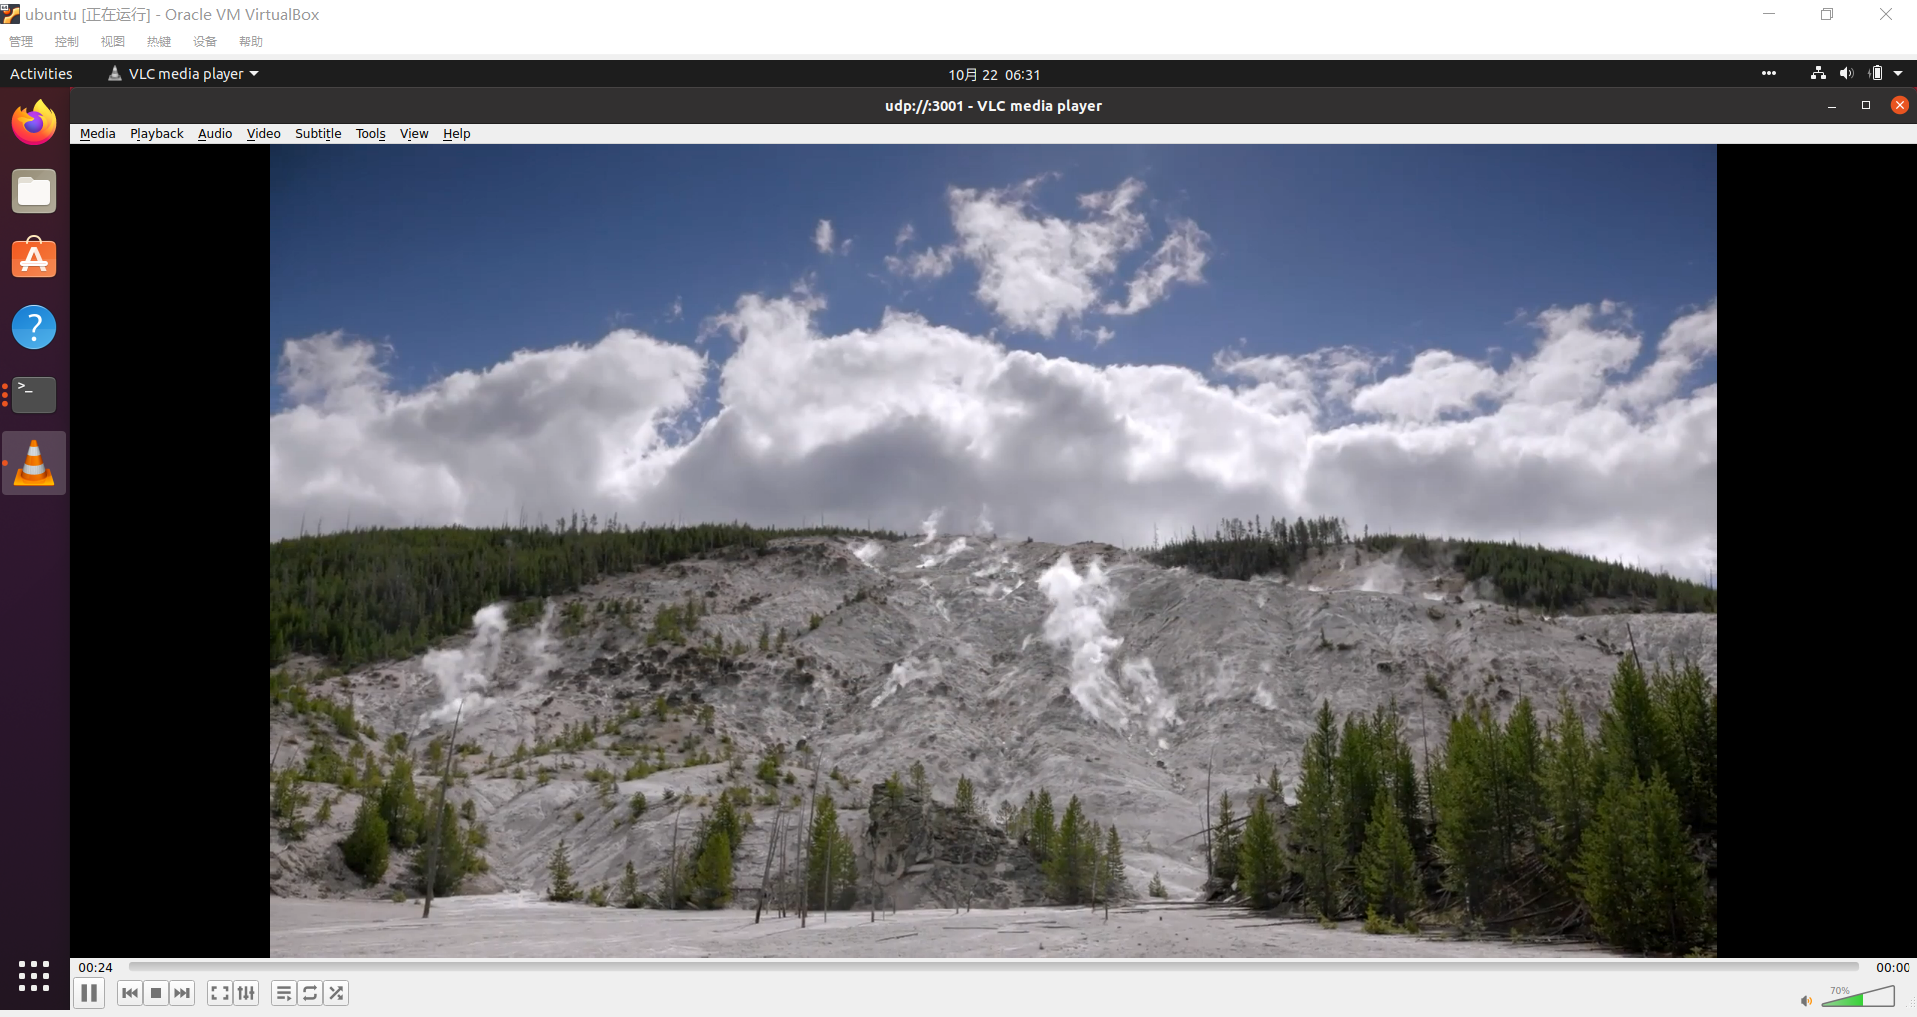 ubuntu [正在运行] - Oracle VM VirtualBox
管理 控制 视图 热键 设备 帮助
Activities VLC media player 10月 22 06:31
udp://:3001 - VLC media player
Media Playback Audio Video Subtitle Tools View Help
00:24 00:00
70%